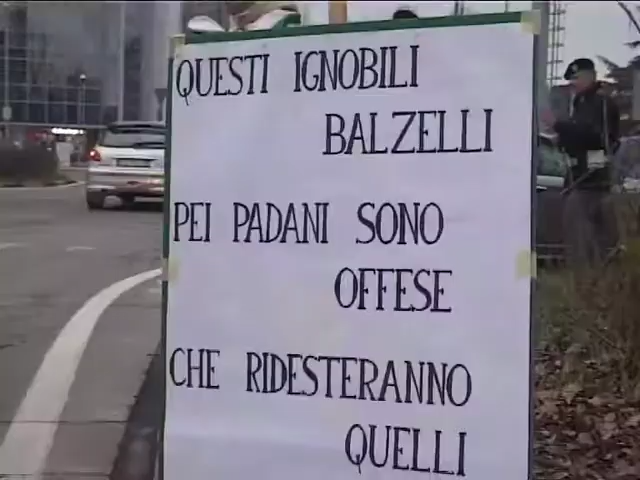 QUESTI IGNOBILI
BALZELLI
PEI PADANI SONO
OFFESE
CHE RIDESTERANNO
QUELLI